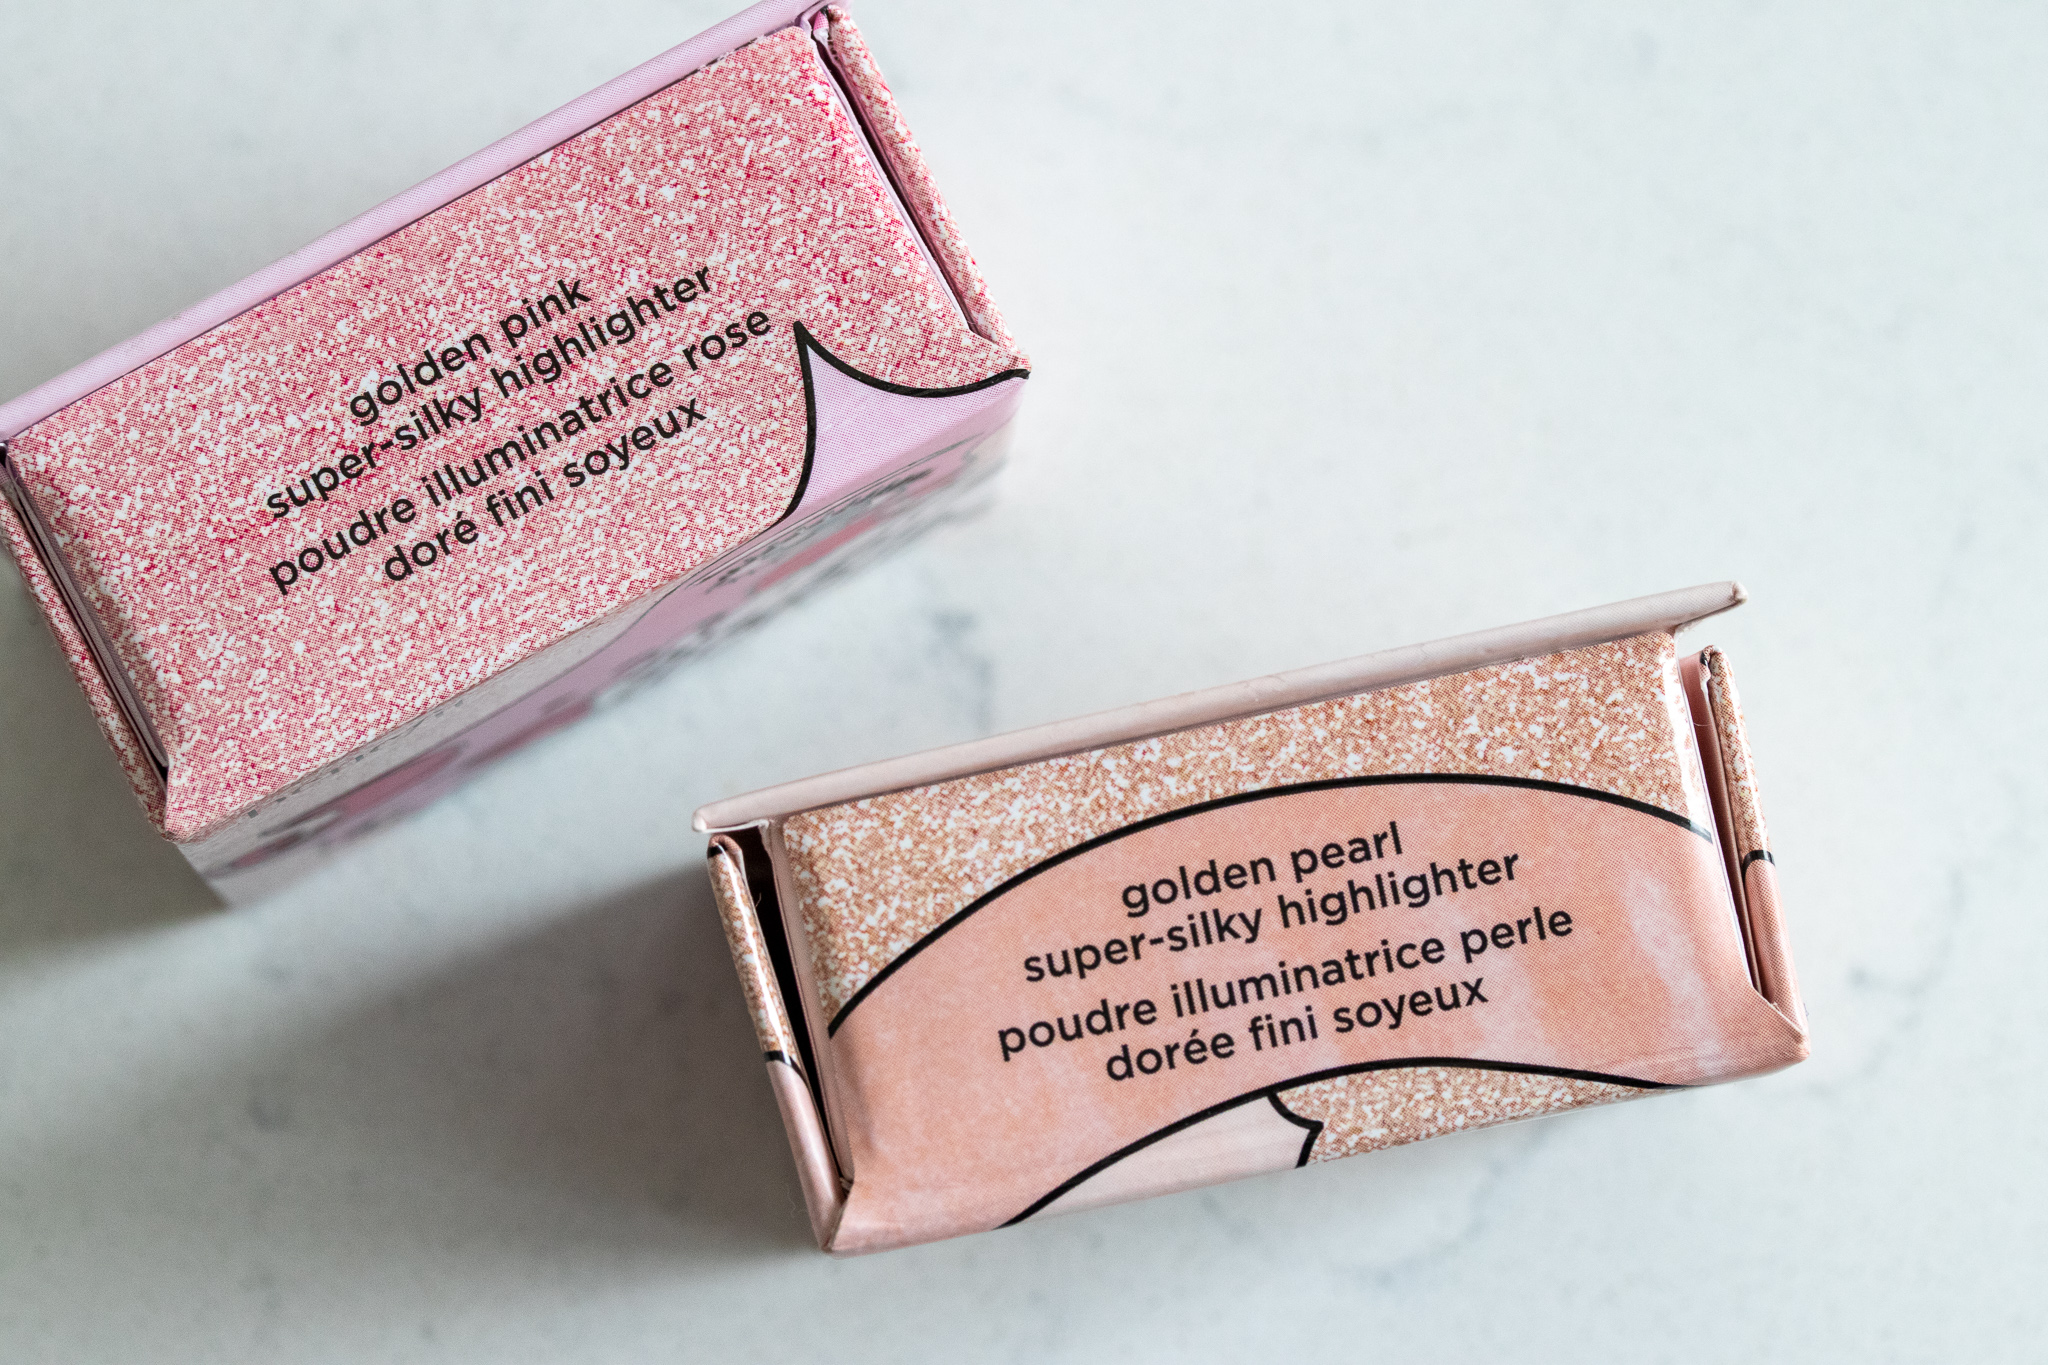 golden pink
super-silky highlighter
poudre illuminatrice rose
doré fini soyeux
golden pearl
super-silky highlighter
poudre illuminatrice perle
dorée fini soyeux